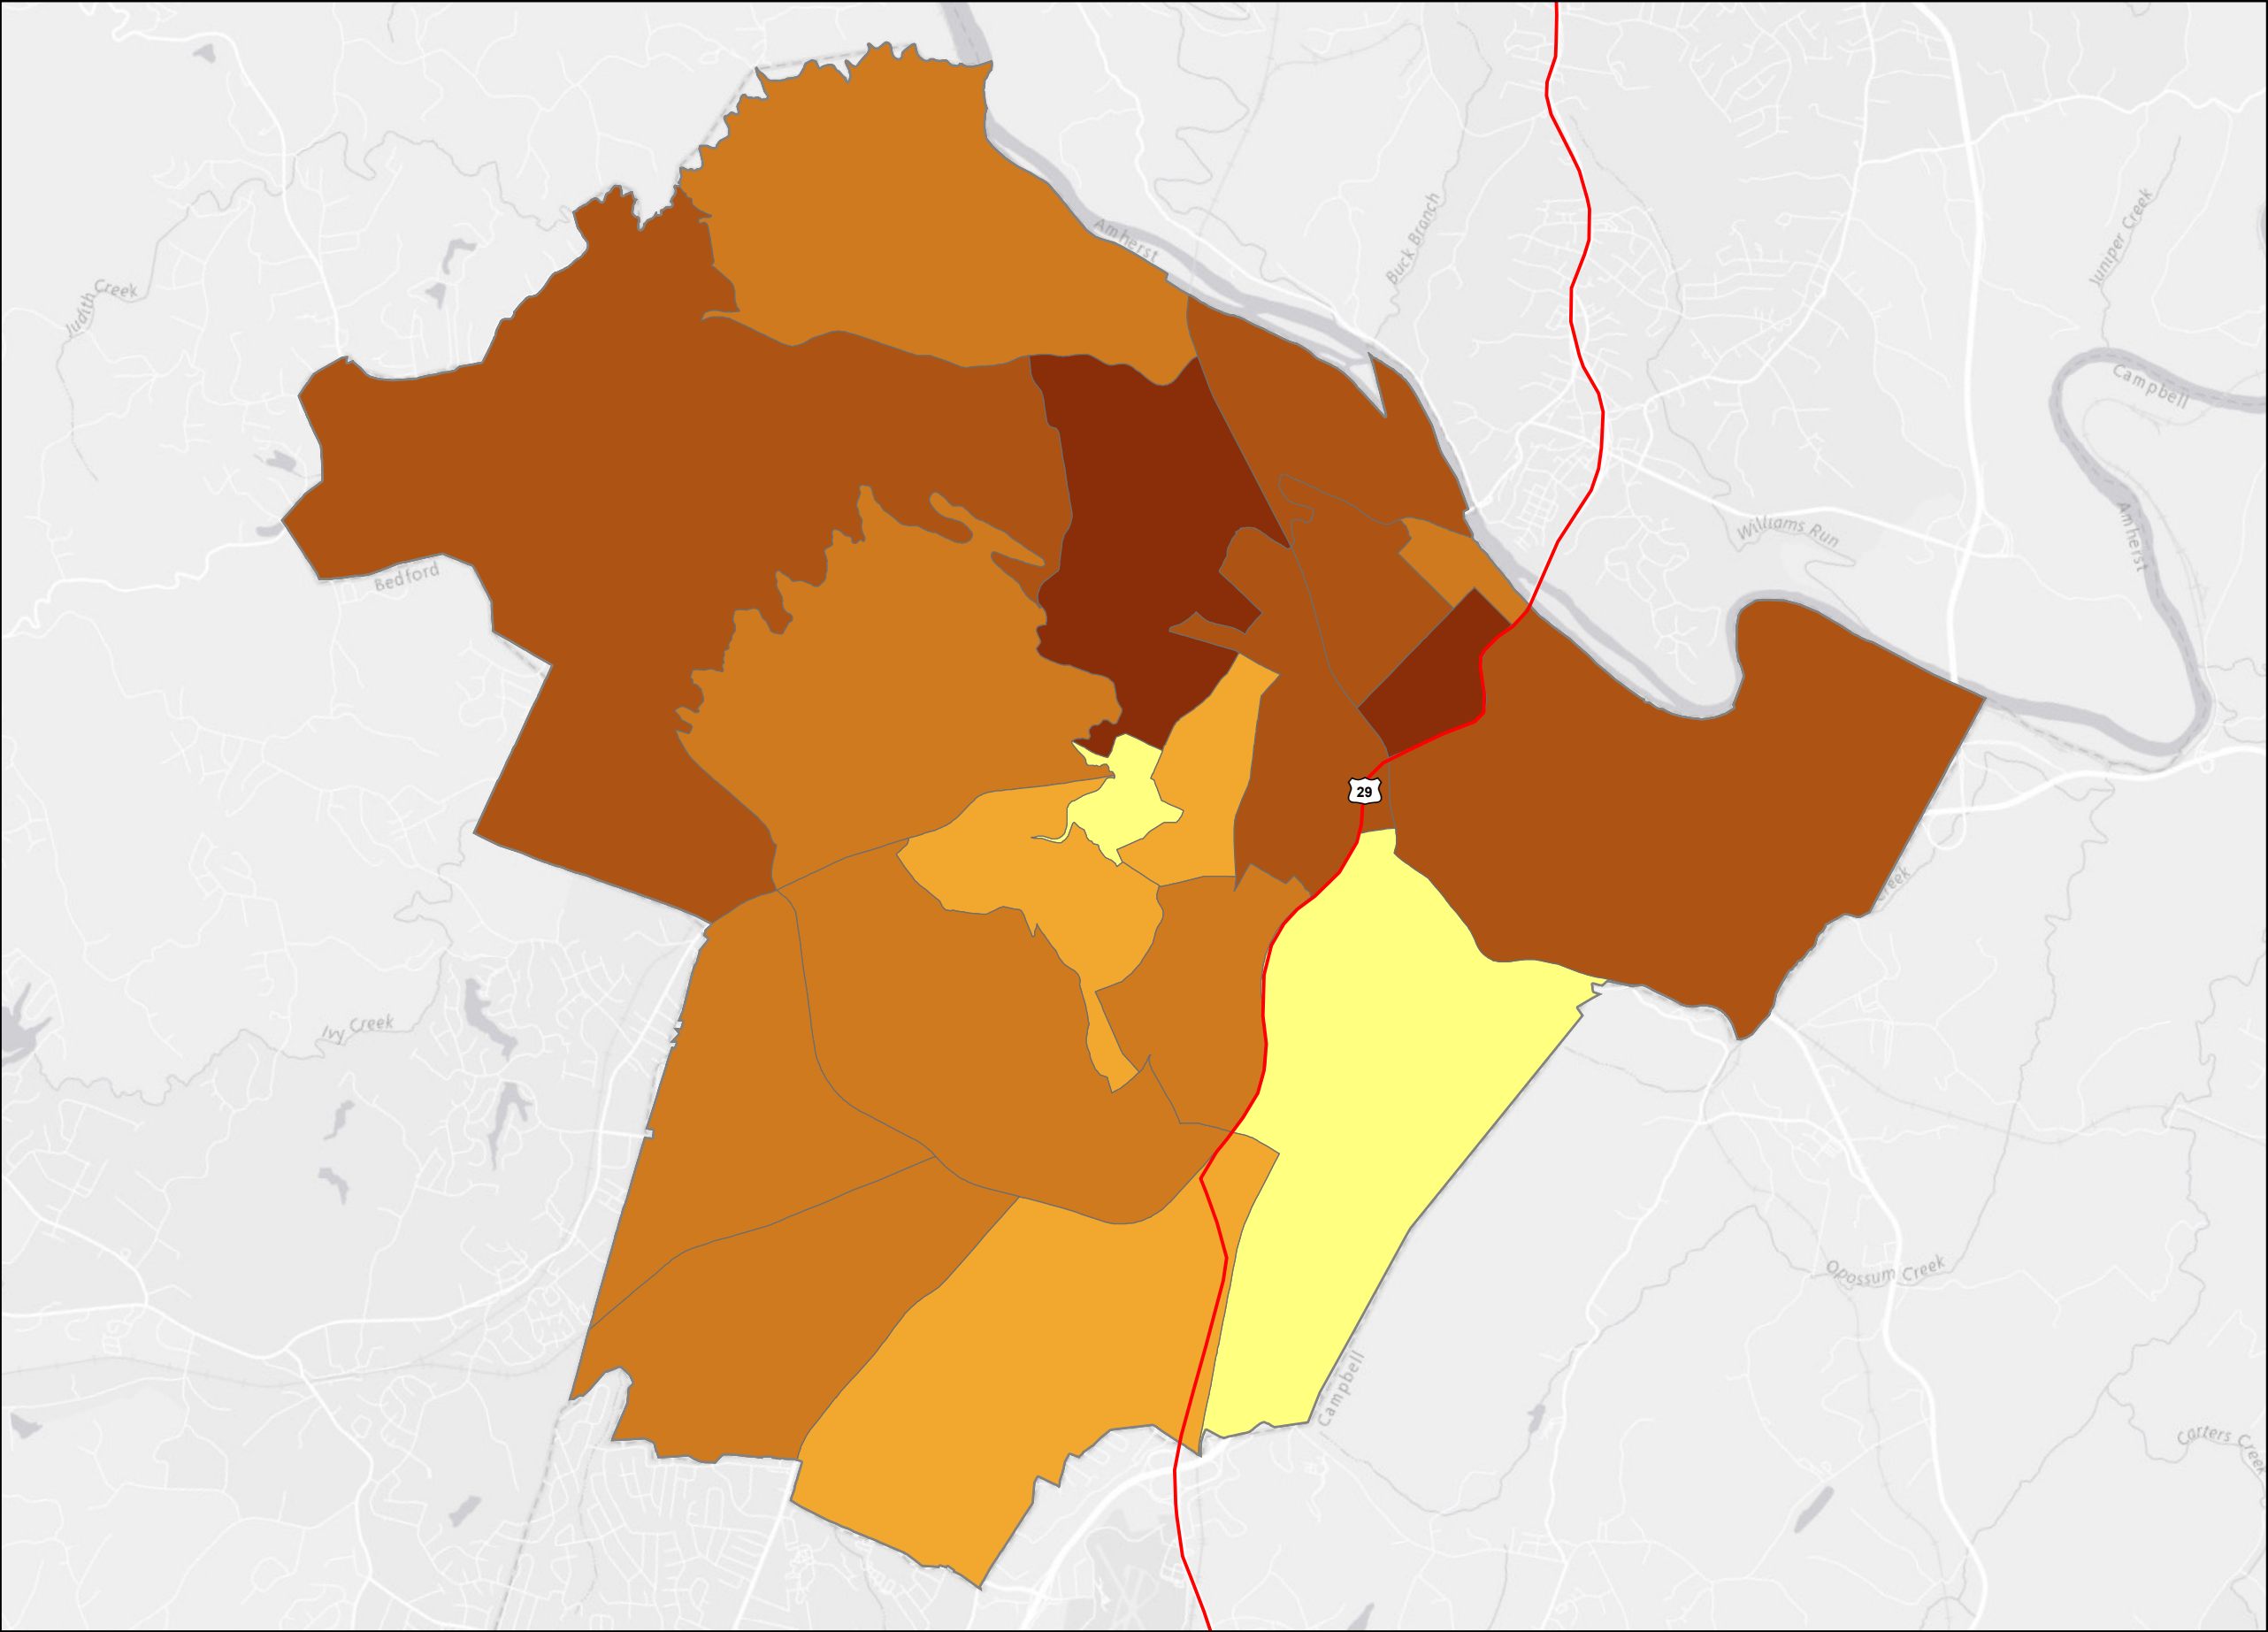 Amherst
Buck Branch
Juniper Creek
Judith Creek
Campbell
Williams Run
Amherst
Bedford
29
Creek
Ivy Creek
Opossum Creek
Campbell
Carters Creek
C